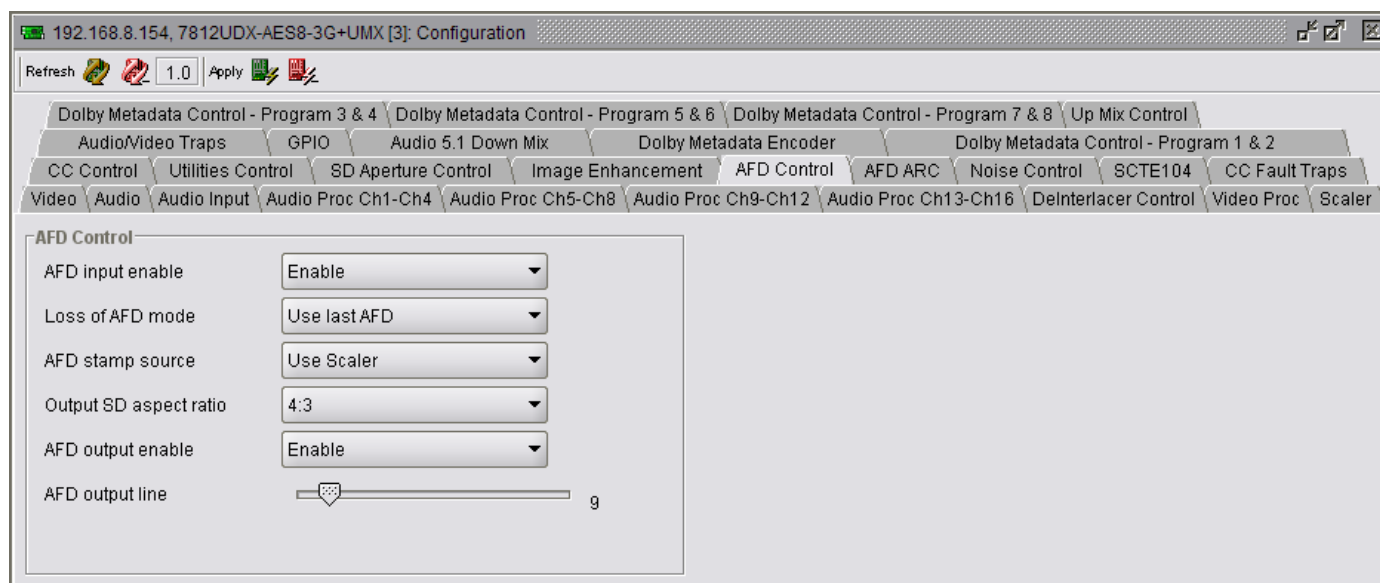 192.168.8.154, 7812UDX-AES8-3G+UMX [3]: Configuration
Refresh 1.0 Apply
Dolby Metadata Control - Program 3 & 4 Dolby Metadata Control - Program 5 & 6 Dolby Metadata Control - Program 7 & 8 Up Mix Control
Audio/Video Traps GPIO Audio 5.1 Down Mix Dolby Metadata Encoder Dolby Metadata Control - Program 1 & 2
CC Control Utilities Control SD Aperture Control Image Enhancement AFD Control AFD ARC Noise Control SCTE104 CC Fault Traps
Video Audio Audio Input Audio Proc Ch1-Ch4 Audio Proc Ch5-Ch8 Audio Proc Ch9-Ch12 Audio Proc Ch13-Ch16 DeInterlacer Control Video Proc Scaler
AFD Control
AFD input enable Enable
Loss of AFD mode Use last AFD
AFD stamp source Use Scaler
Output SD aspect ratio 4:3
AFD output enable Enable
AFD output line 9